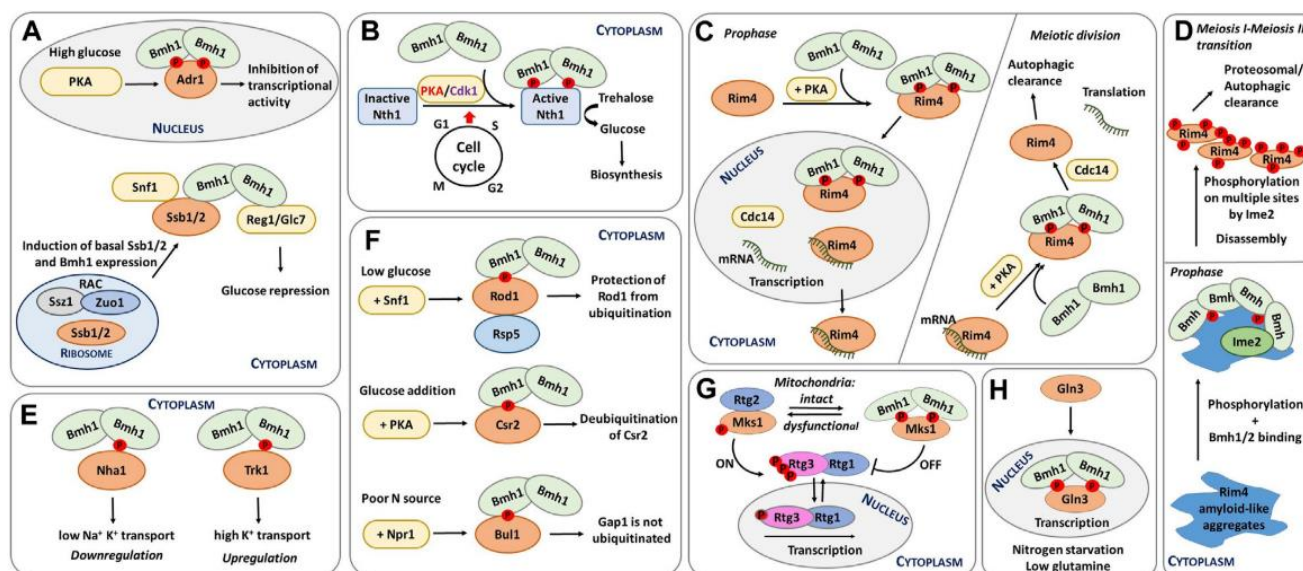 A
High glucose
PKA
Bmh1
Bmh1
P
P
Adr1
Inhibition of
transcriptional
activity
NUCLEUS
Snf1
Bmh1
Bmh1
Ssb1/2
Reg1/Glc7
Induction of basal Ssb1/2
and Bmh1 expression
Glucose repression
RAC
Ssz1
Zuo1
Ssb1/2
RIBOSOME
CYTOPLASM
B
CYTOPLASM
Bmh1
Bmh1
Bmh1
Bmh1
PKA/Cdk1
P
P
Inactive
Nth1
Active
Nth1
Trehalose
Glucose
Biosynthesis
G1
S
Cell
cycle
M
G2
C
Prophase
Bmh1
Bmh1
Rim4
+ PKA
Bmh1
Bmh1
P
P
Rim4
NUCLEUS
Bmh1
Bmh1
P
P
Rim4
Cdc14
mRNA
Rim4
Transcription
Rim4
CYTOPLASM
Meiotic division
Autophagic
clearance
Translation
Rim4
Cdc14
Bmh1
Bmh1
P
P
Rim4
+ PKA
Bmh1
Bmh1
mRNA
Rim4
D
Meiosis I-Meiosis II
transition
Proteosomal/
Autophagic
clearance
P
P
P
P
P
P
P
P
P
P
Rim4
Rim4
Rim4
Phosphorylation
on multiple sites
by Ime2
Disassembly
Prophase
Bmh
Bmh
Bmh
Bmh
P
P
Ime2
Phosphorylation
+
Bmh1/2 binding
Rim4
amyloid-like
aggregates
CYTOPLASM
E
CYTOPLASM
Bmh1
Bmh1
P
Nha1
low Na⁺ K⁺ transport
Downregulation
Bmh1
Bmh1
P
Trk1
high K⁺ transport
Upregulation
F
CYTOPLASM
Low glucose
+ Snf1
Bmh1
Bmh1
P
Rod1
Rsp5
Protection of
Rod1 from
ubiquitination
Glucose addition
+ PKA
Bmh1
Bmh1
P
Csr2
Deubiquitination
of Csr2
Poor N source
+ Npr1
Bmh1
Bmh1
P
Bul1
Gap1 is not
ubiquitinated
G
Rtg2
P
Mks1
Mitochondria:
intact
dysfunctional
Bmh1
Bmh1
P
P
Mks1
ON
OFF
P
P
P
Rtg3
Rtg1
NUCLEUS
P
Rtg3
Rtg1
Transcription
CYTOPLASM
H
Gln3
NUCLEUS
Bmh1
Bmh1
P
P
Gln3
Transcription
Nitrogen starvation
Low glutamine